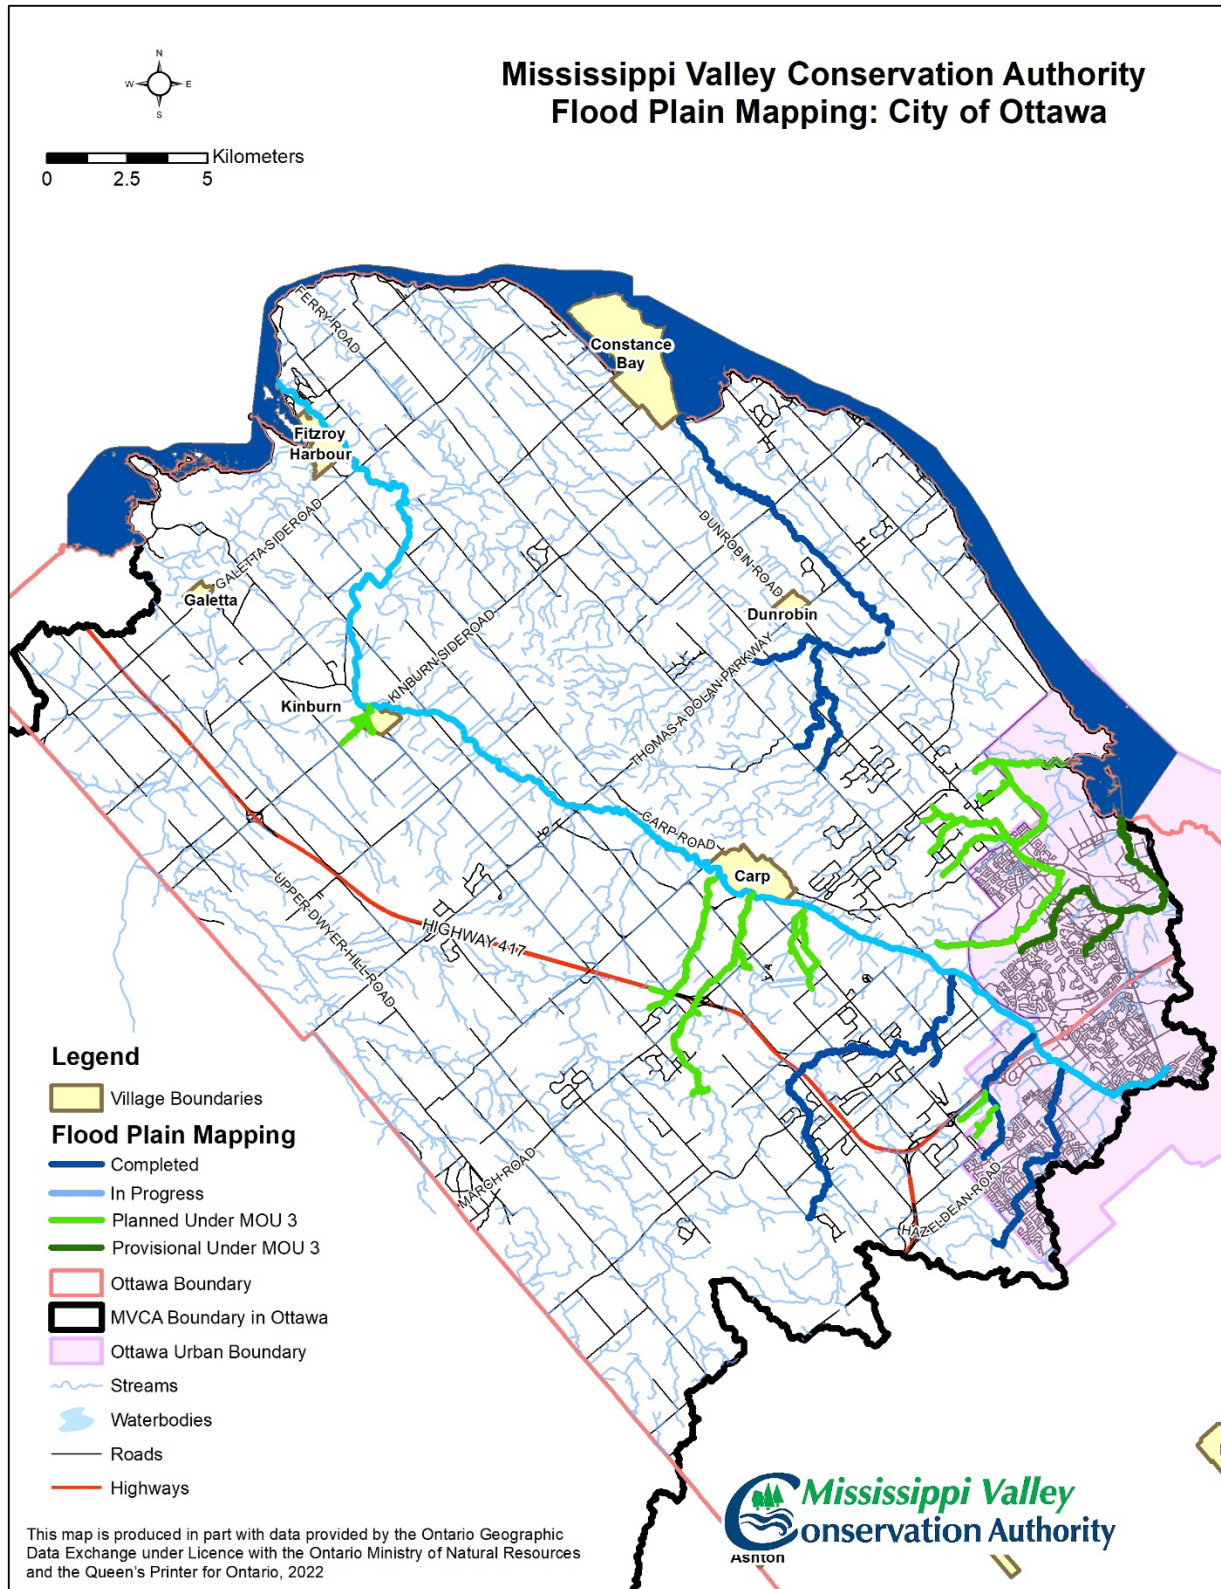 Mississippi Valley Conservation Authority
Flood Plain Mapping: City of Ottawa
N
W
E
S
Kilometers
0
2.5
5
FERRY ROAD
Constance
Bay
Fitzroy
Harbour
GALETTA SIDEROAD
Galetta
DUNROBIN ROAD
Dunrobin
KINBURN SIDEROAD
Kinburn
THOMAS A DOLAN PARKWAY
CARP ROAD
Carp
UPPER DWYER HILL ROAD
HIGHWAY 417
MARCH ROAD
HAZELDEAN ROAD
Legend
Village Boundaries
Flood Plain Mapping
Completed
In Progress
Planned Under MOU 3
Provisional Under MOU 3
Ottawa Boundary
MVCA Boundary in Ottawa
Ottawa Urban Boundary
Streams
Waterbodies
Roads
Highways
Mississippi Valley
Conservation Authority
Ashton
This map is produced in part with data provided by the Ontario Geographic
Data Exchange under Licence with the Ontario Ministry of Natural Resources
and the Queen's Printer for Ontario, 2022